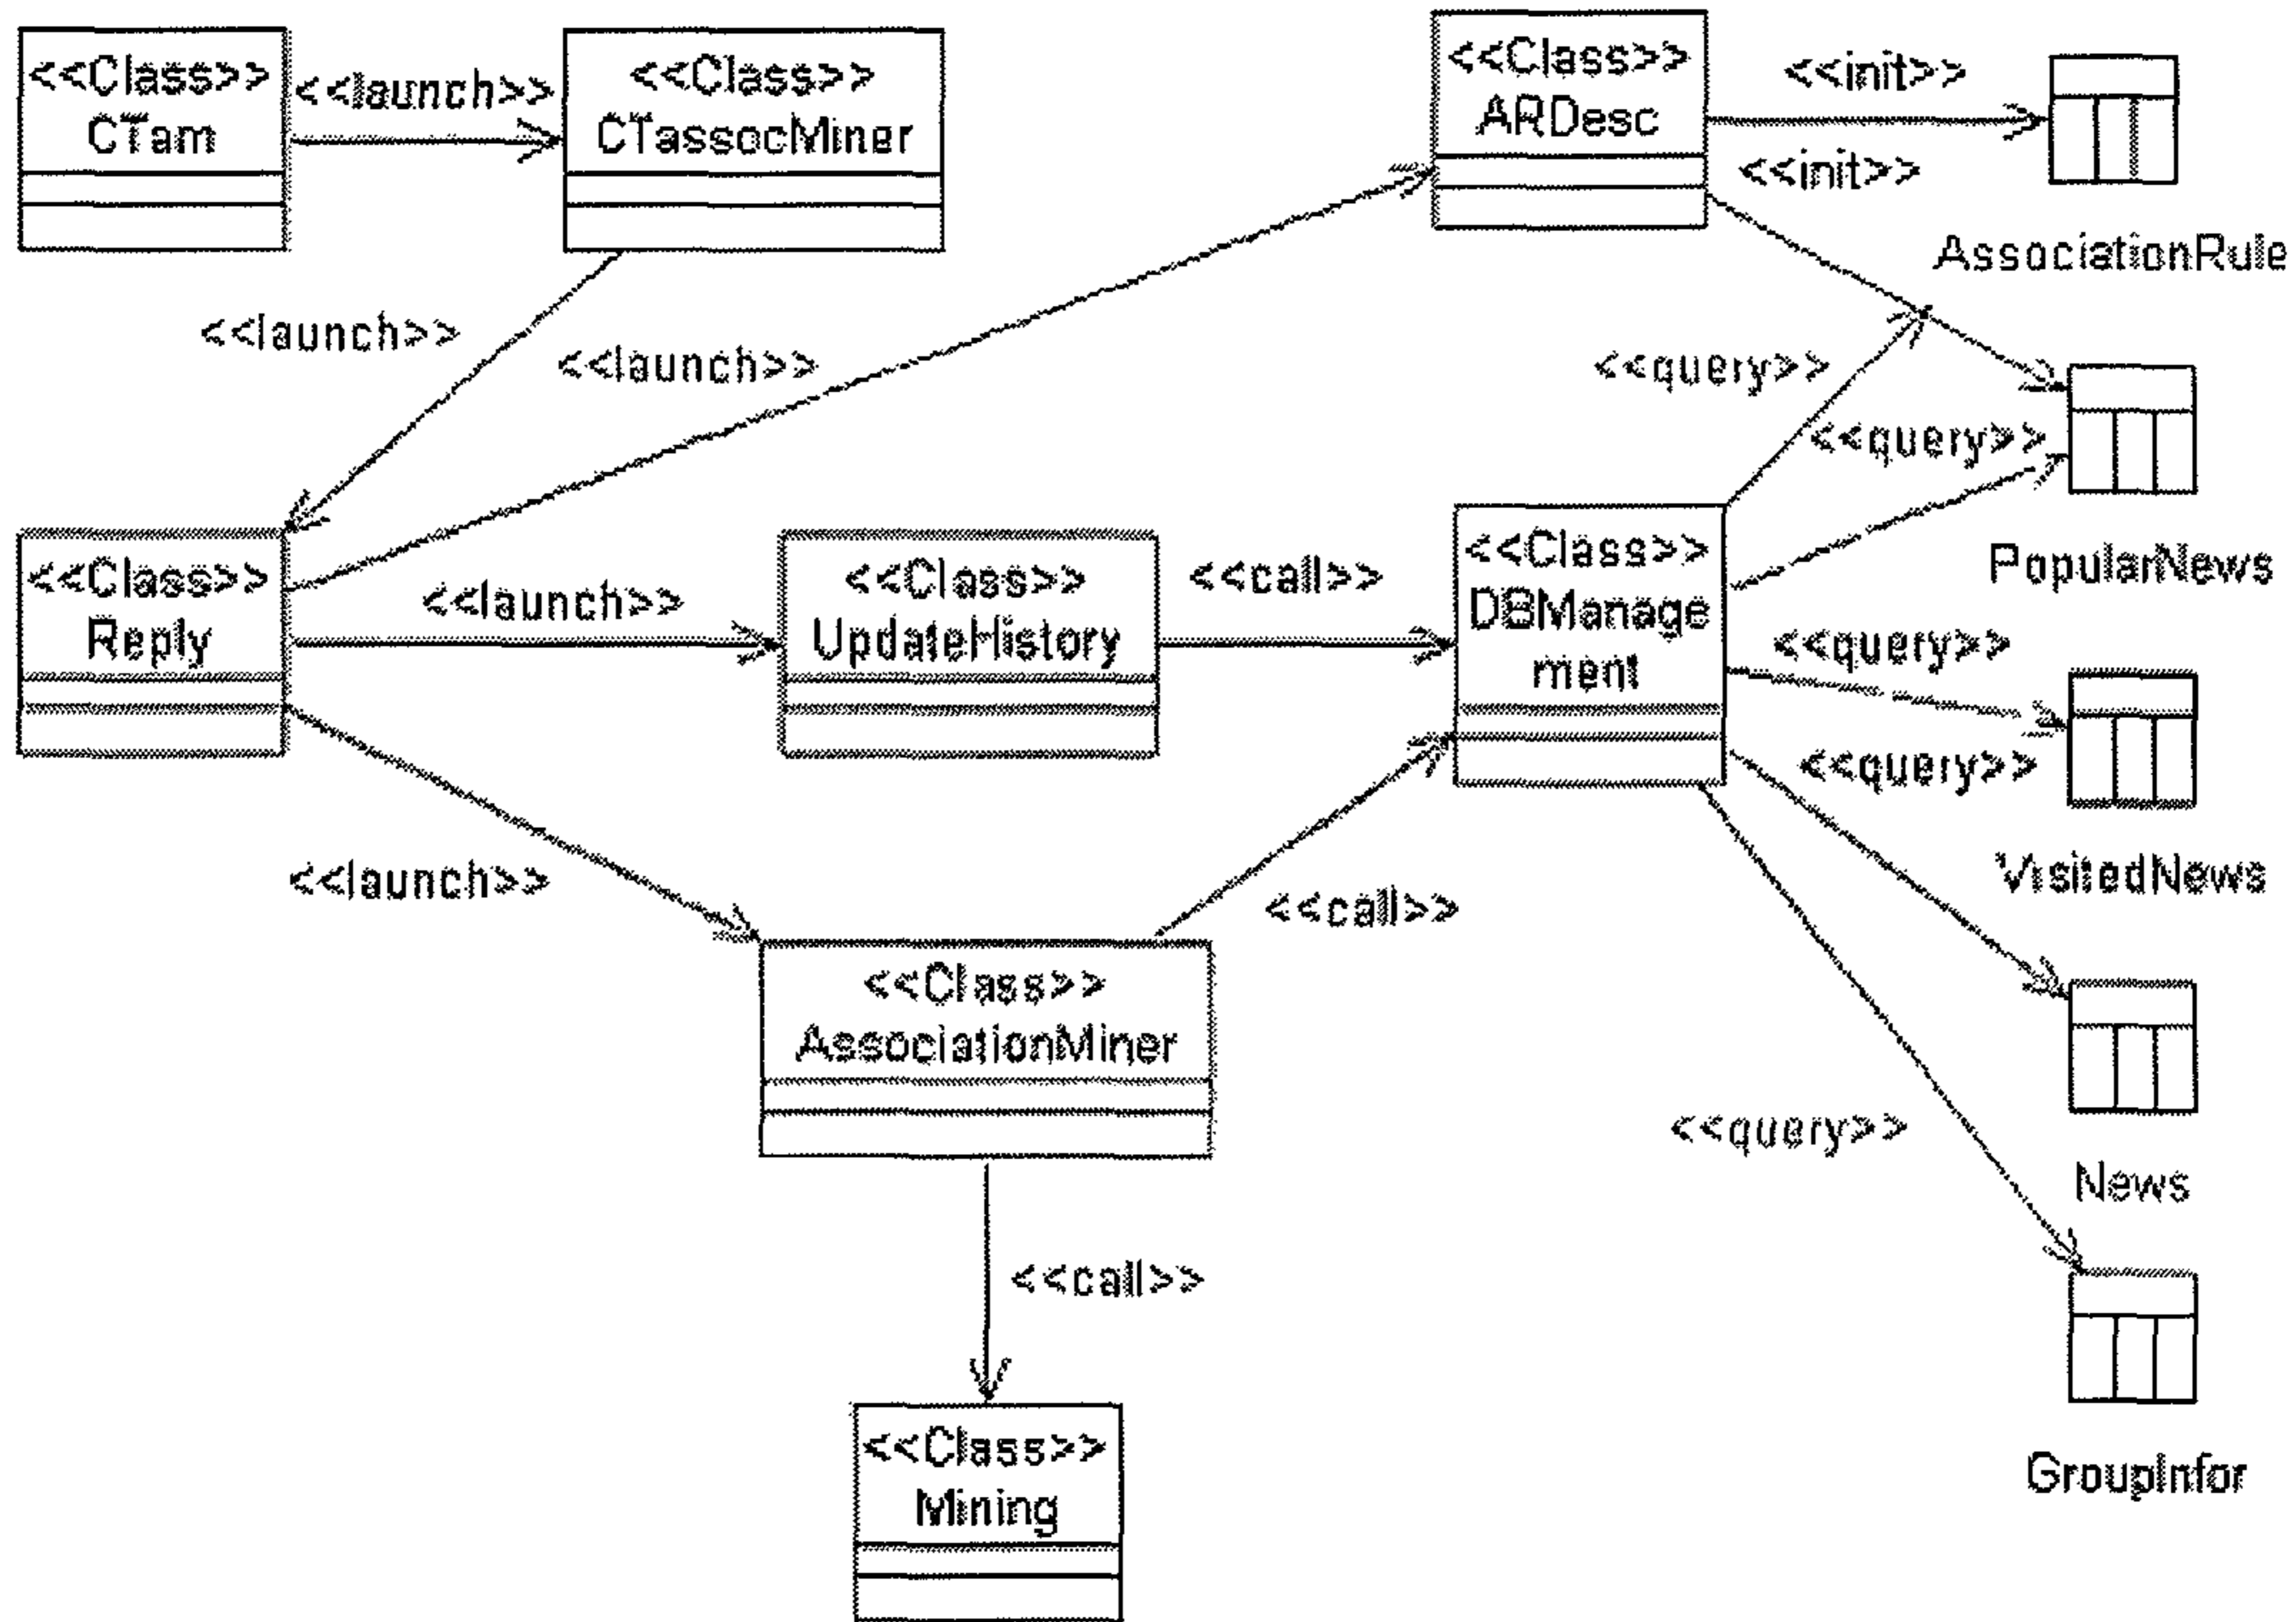 <<Class>>
CTam
<<launch>>
<<Class>>
CTassocMiner
<<Class>>
ARDesc
<<init>>
<<init>>
AssociationRule
<<launch>>
<<launch>>
<<query>>
<<query>>
PopularNews
<<Class>>
Reply
<<launch>>
<<Class>>
UpdateHistory
<<call>>
<<Class>>
DBManage
ment
<<query>>
<<query>>
VisitedNews
<<launch>>
<<call>>
<<Class>>
AssociationMiner
<<query>>
News
<<call>>
<<Class>>
Mining
GroupInfor